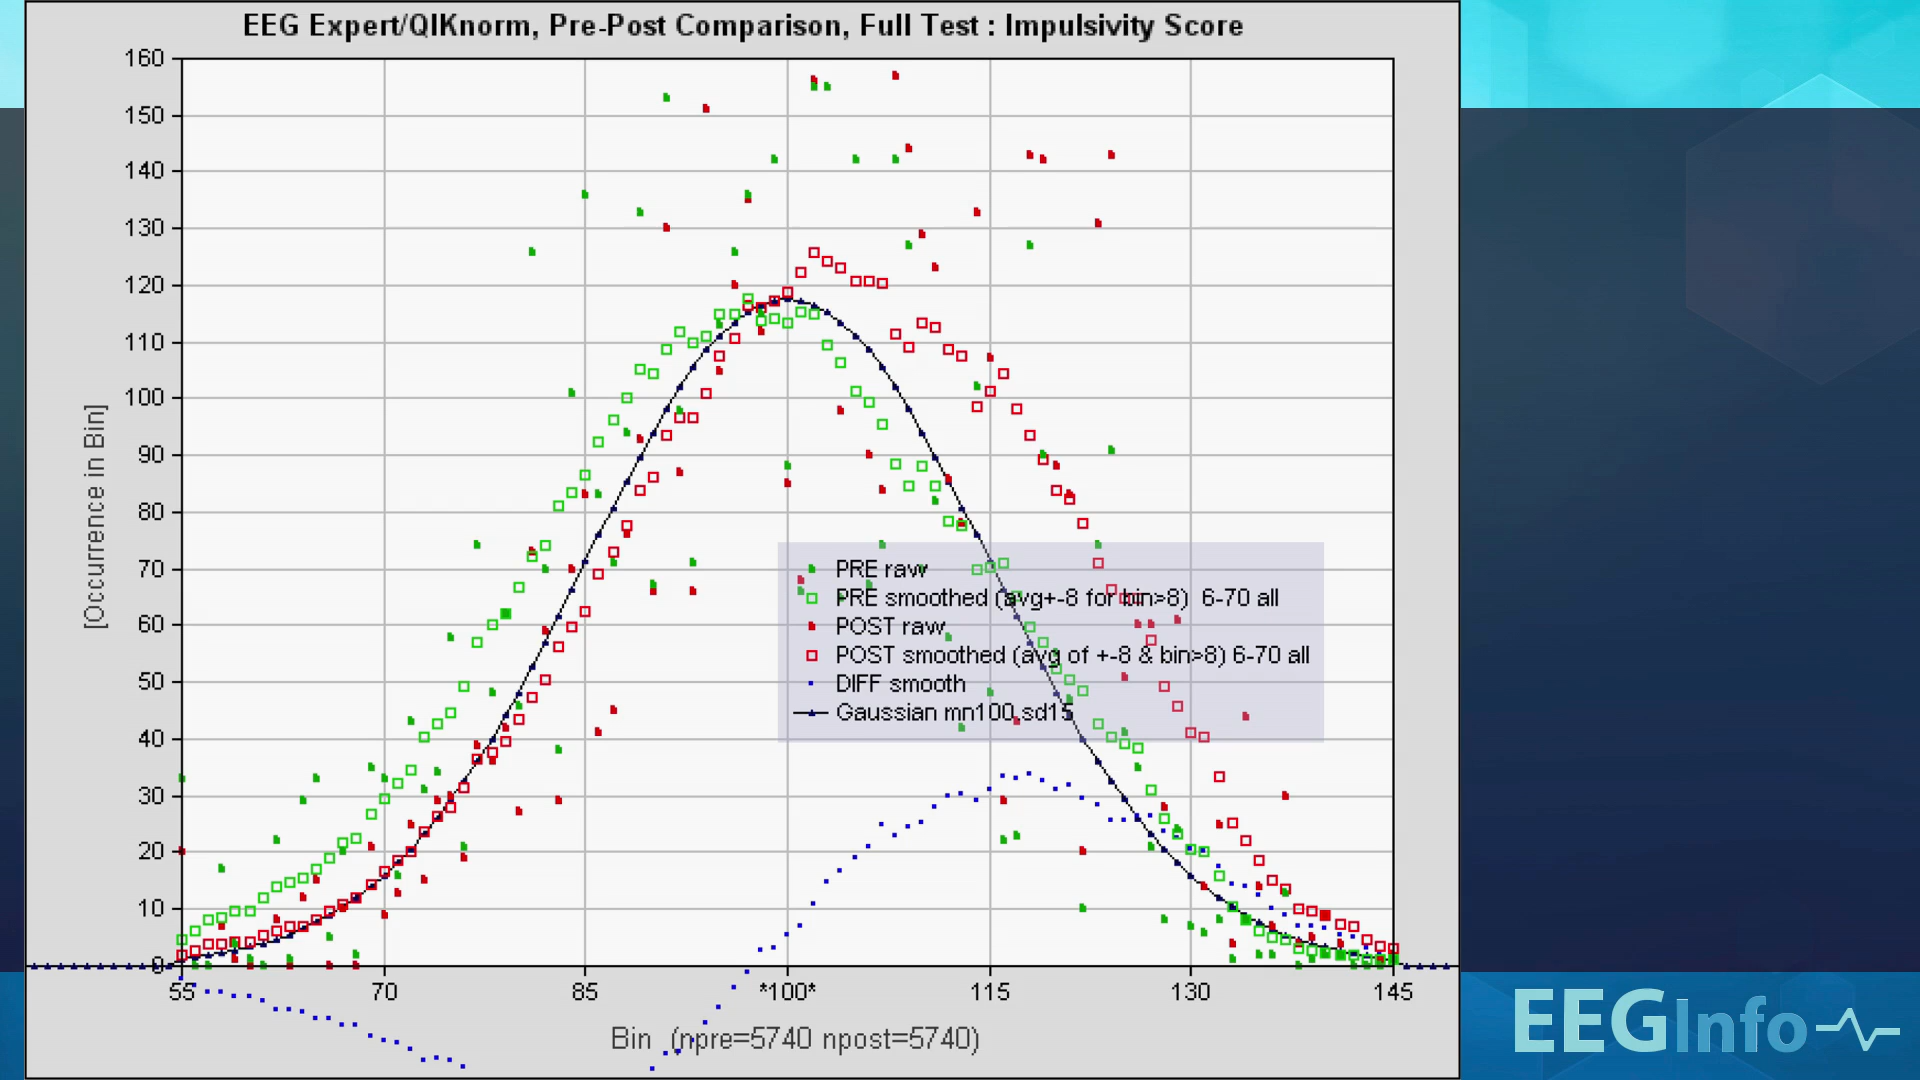 EEG Expert/QIKnorm, Pre-Post Comparison, Full Test : Impulsivity Score
160
150
140
130
120
110
100
90
80
70
60
50
40
30
20
10
0
[Occurrence in Bin]
PRE raw
PRE smoothed (avg+-8 for bin>8) 6-70 all
POST raw
POST smoothed (avg of +-8 & bin>8) 6-70 all
DIFF smooth
Gaussian mn100,sd15
55 70 85 *100* 115 130 145
Bin (npre=5740 npost=5740)
EEGInfo